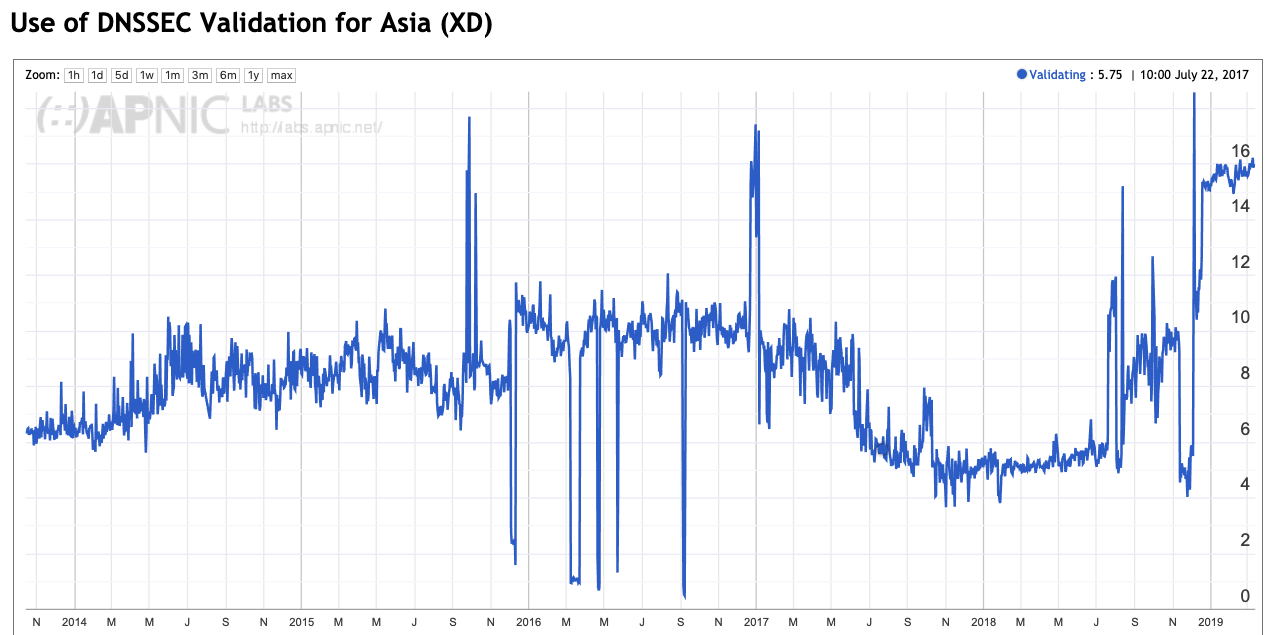 Use of DNSSEC Validation for Asia (XD)
Zoom: 1h 1d 5d 1w 1m 3m 6m 1y max
Validating : 5.75 | 10:00 July 22, 2017
(::)APNIC LABS
http://labs.apnic.net/
16
14
12
10
8
6
4
2
0
N 2014 M M J S N 2015 M M J S N 2016 M M J S N 2017 M M J S N 2018 M M J S N 2019